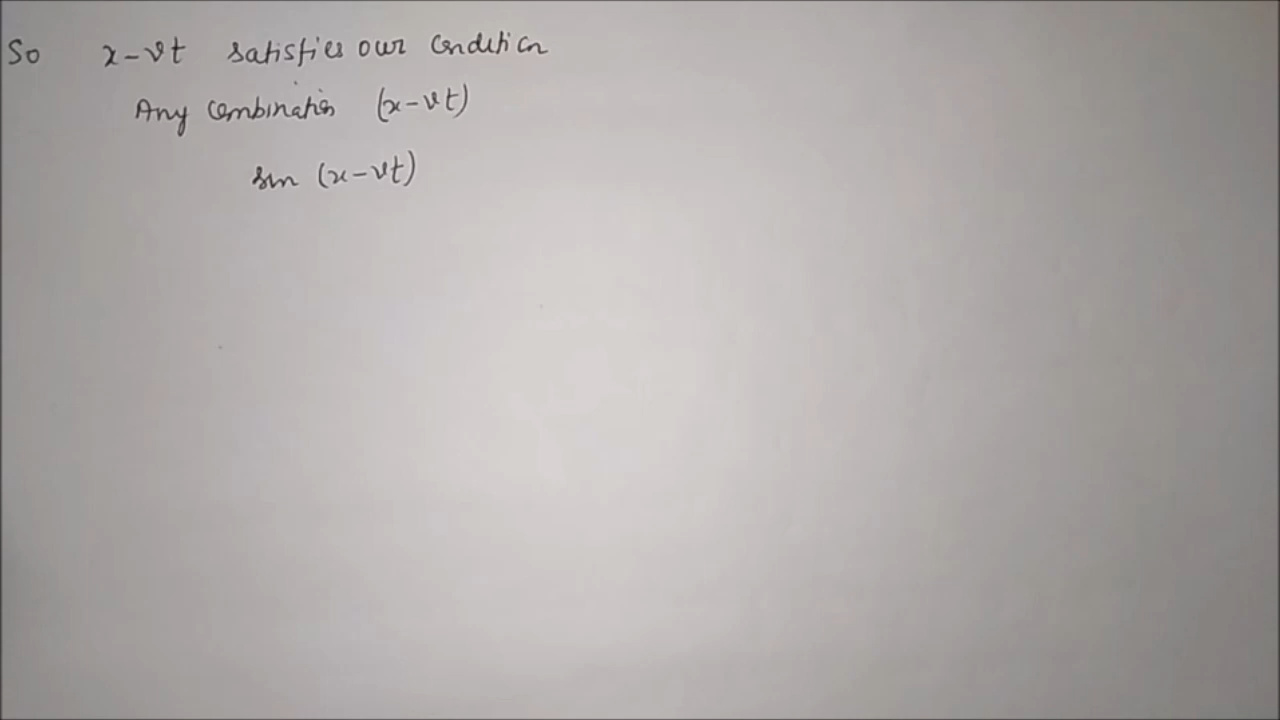 So x-vt satisfies our condition
Any combination (x-vt)
sin (x-vt)